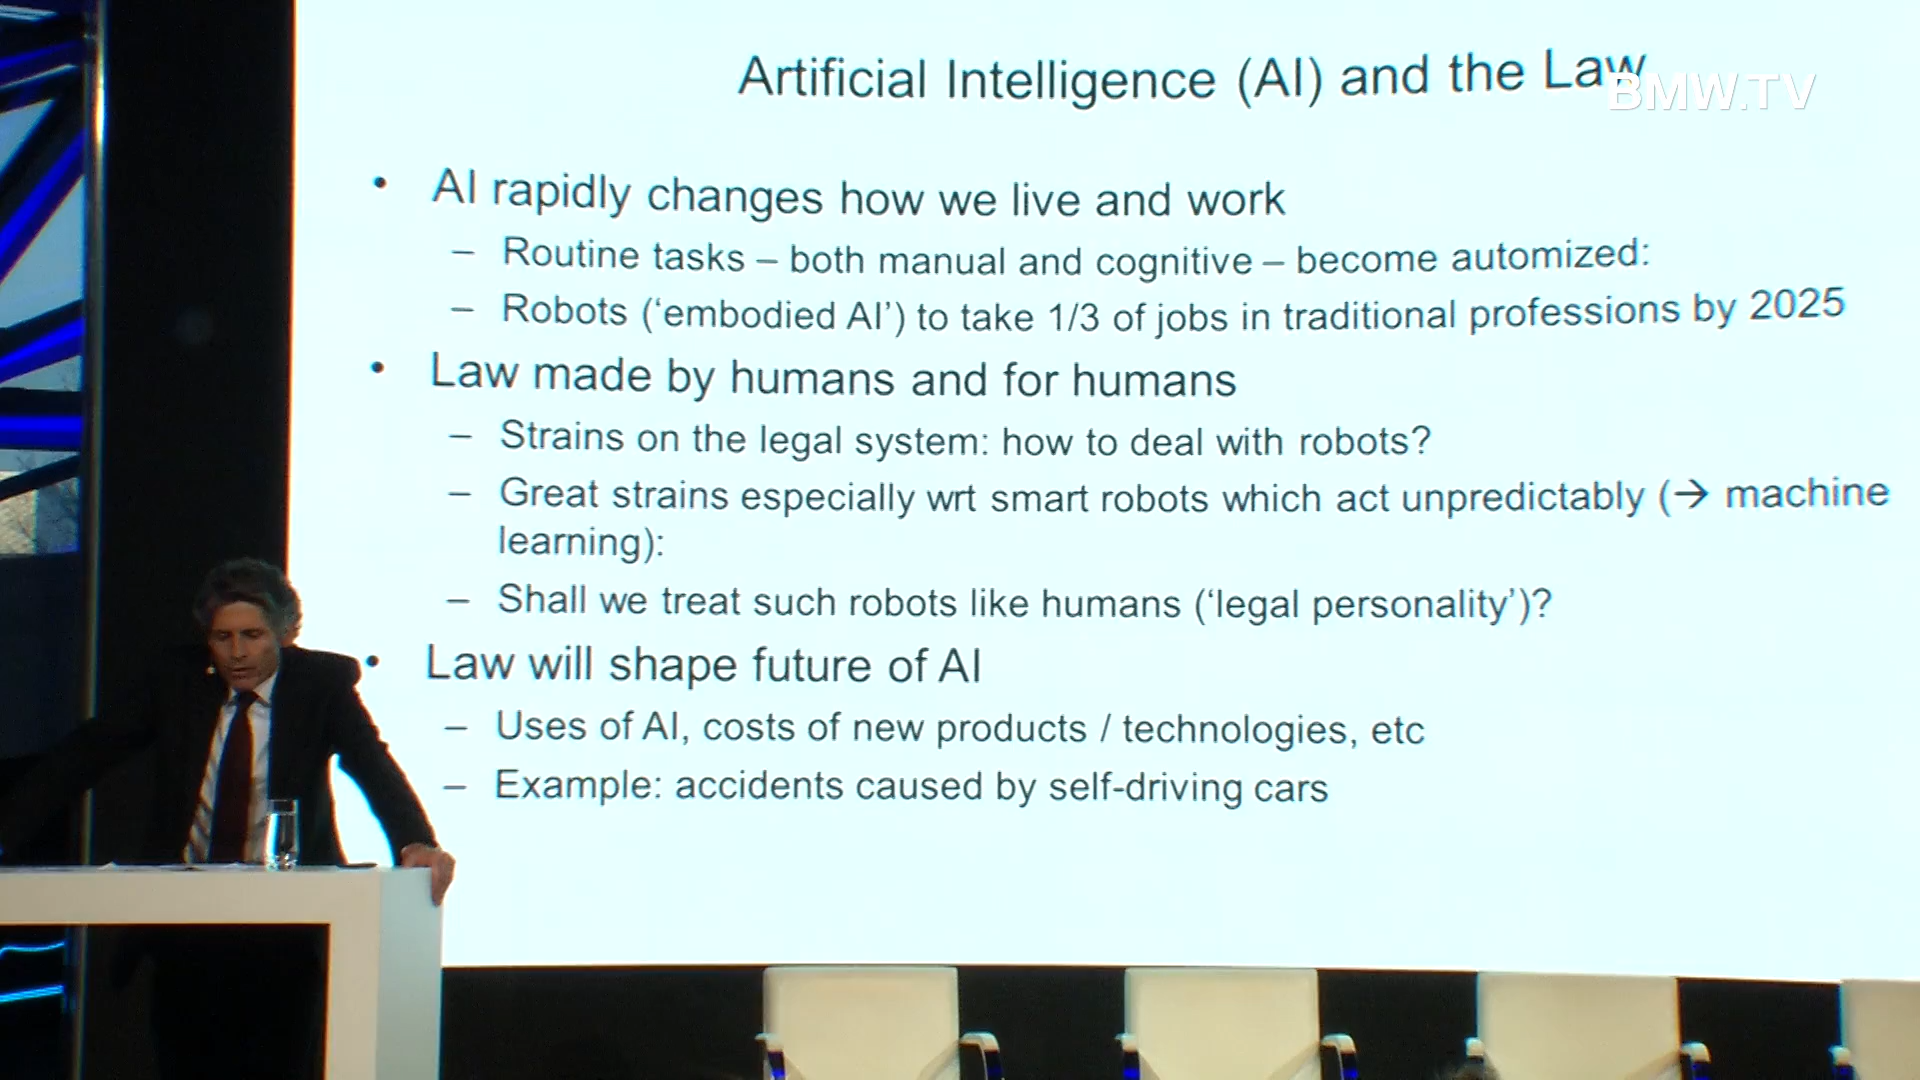 Artificial Intelligence (AI) and the Law
BMW.TV
• AI rapidly changes how we live and work
– Routine tasks – both manual and cognitive – become automized:
– Robots (‘embodied AI’) to take 1/3 of jobs in traditional professions by 2025
• Law made by humans and for humans
– Strains on the legal system: how to deal with robots?
– Great strains especially wrt smart robots which act unpredictably (→ machine
learning):
– Shall we treat such robots like humans (‘legal personality’)?
• Law will shape future of AI
– Uses of AI, costs of new products / technologies, etc
– Example: accidents caused by self-driving cars